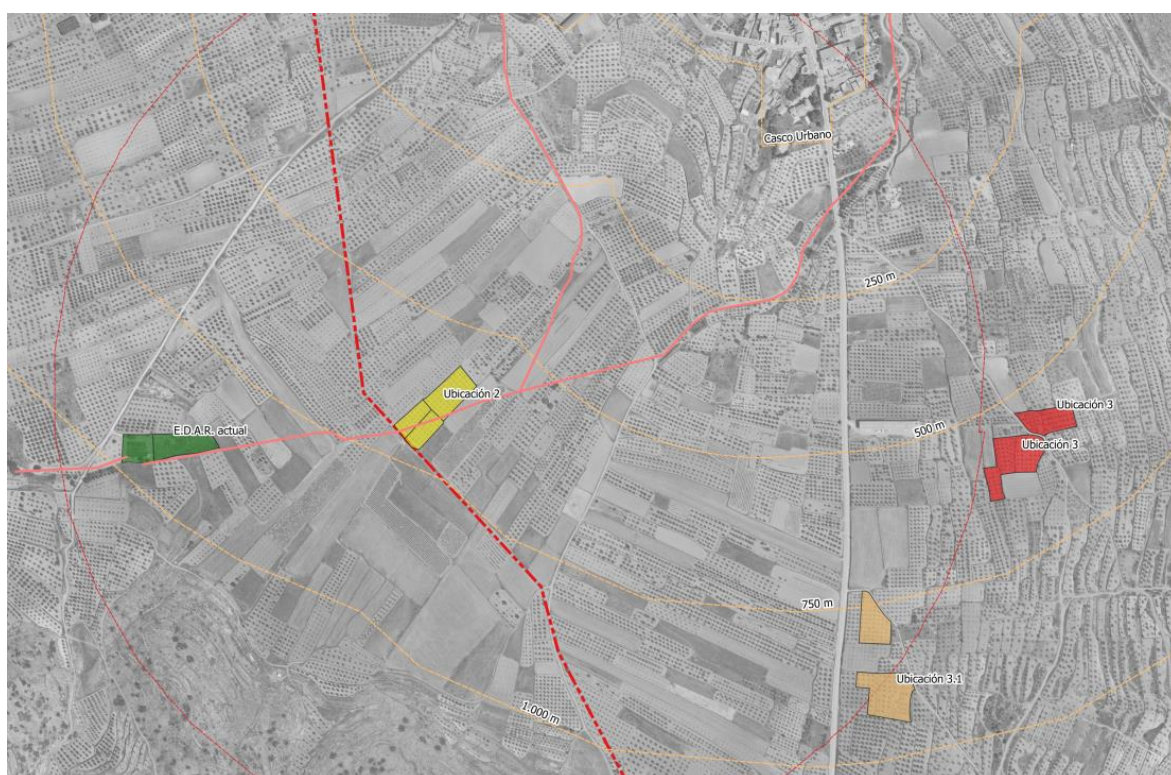 Casco Urbano
250 m
Ubicación 2
Ubicación 3
E.D.A.R. actual
500 m
Ubicación 3
750 m
Ubicación 3.1
1.000 m